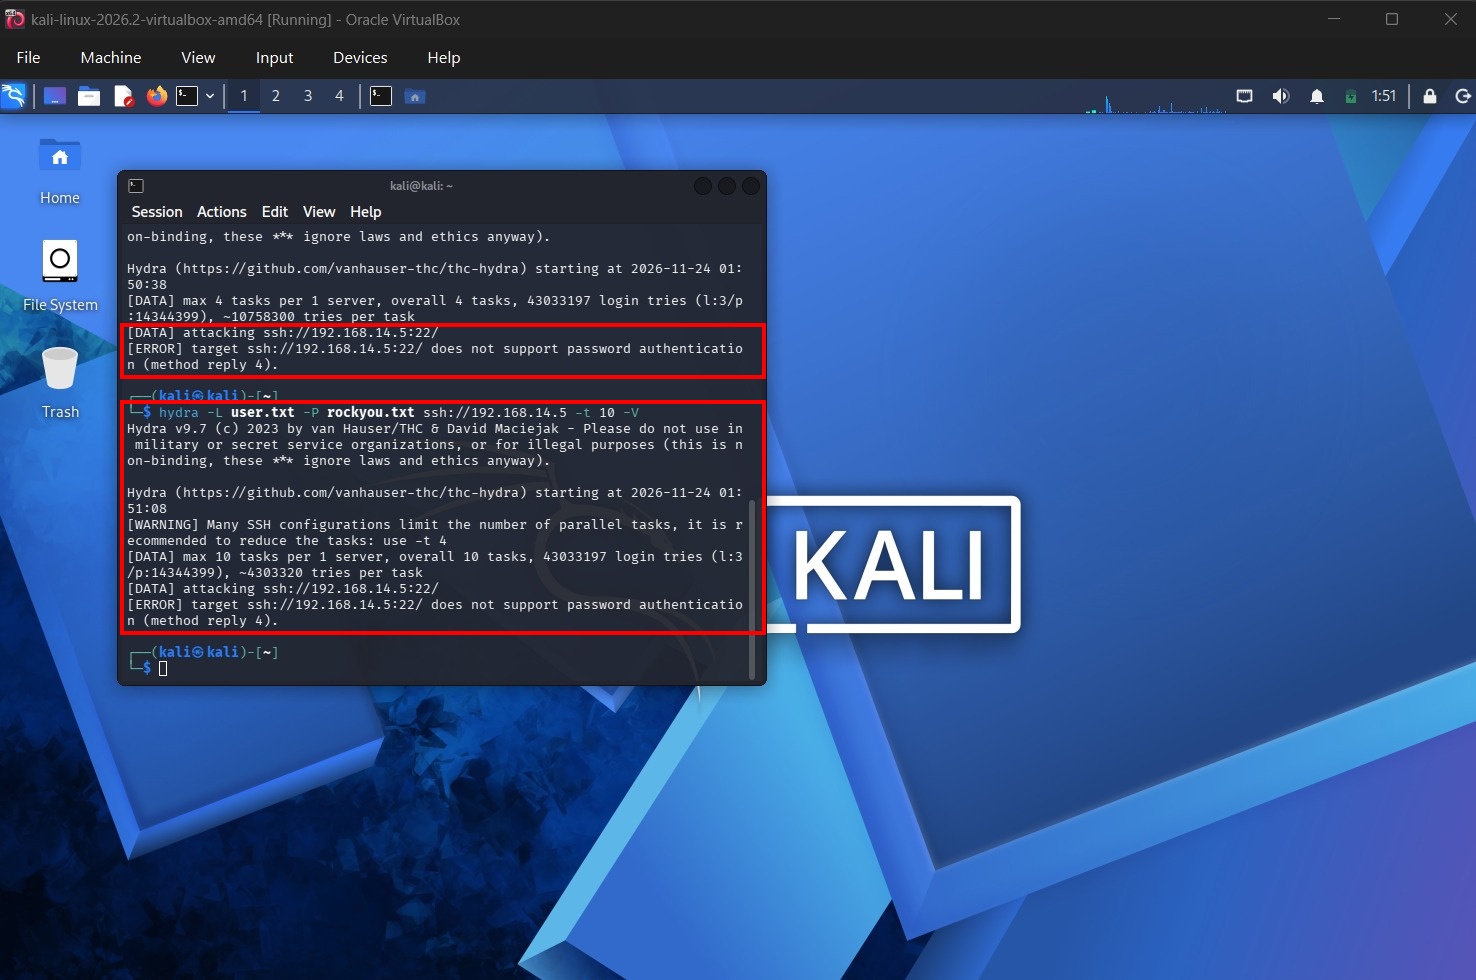 kali-linux-2026.2-virtualbox-amd64 [Running] - Oracle VirtualBox
File Machine View Input Devices Help
1 2 3 4 1:51
Home
File System
Trash
kali@kali: ~
Session Actions Edit View Help
on-binding, these *** ignore laws and ethics anyway).
Hydra (https://github.com/vanhauser-thc/thc-hydra) starting at 2026-11-24 01:
50:38
[DATA] max 4 tasks per 1 server, overall 4 tasks, 43033197 login tries (l:3/p
:14344399), ~10758300 tries per task
[DATA] attacking ssh://192.168.14.5:22/
[ERROR] target ssh://192.168.14.5:22/ does not support password authenticatio
n (method reply 4).
┌──(kali㉿kali)-[~]
└─$ hydra -L user.txt -P rockyou.txt ssh://192.168.14.5 -t 10 -V
Hydra v9.7 (c) 2023 by van Hauser/THC & David Maciejak - Please do not use in
 military or secret service organizations, or for illegal purposes (this is n
on-binding, these *** ignore laws and ethics anyway).
Hydra (https://github.com/vanhauser-thc/thc-hydra) starting at 2026-11-24 01:
51:08
[WARNING] Many SSH configurations limit the number of parallel tasks, it is r
ecommended to reduce the tasks: use -t 4
[DATA] max 10 tasks per 1 server, overall 10 tasks, 43033197 login tries (l:3
/p:14344399), ~4303320 tries per task
[DATA] attacking ssh://192.168.14.5:22/
[ERROR] target ssh://192.168.14.5:22/ does not support password authenticatio
n (method reply 4).
┌──(kali㉿kali)-[~]
└─$
KALI